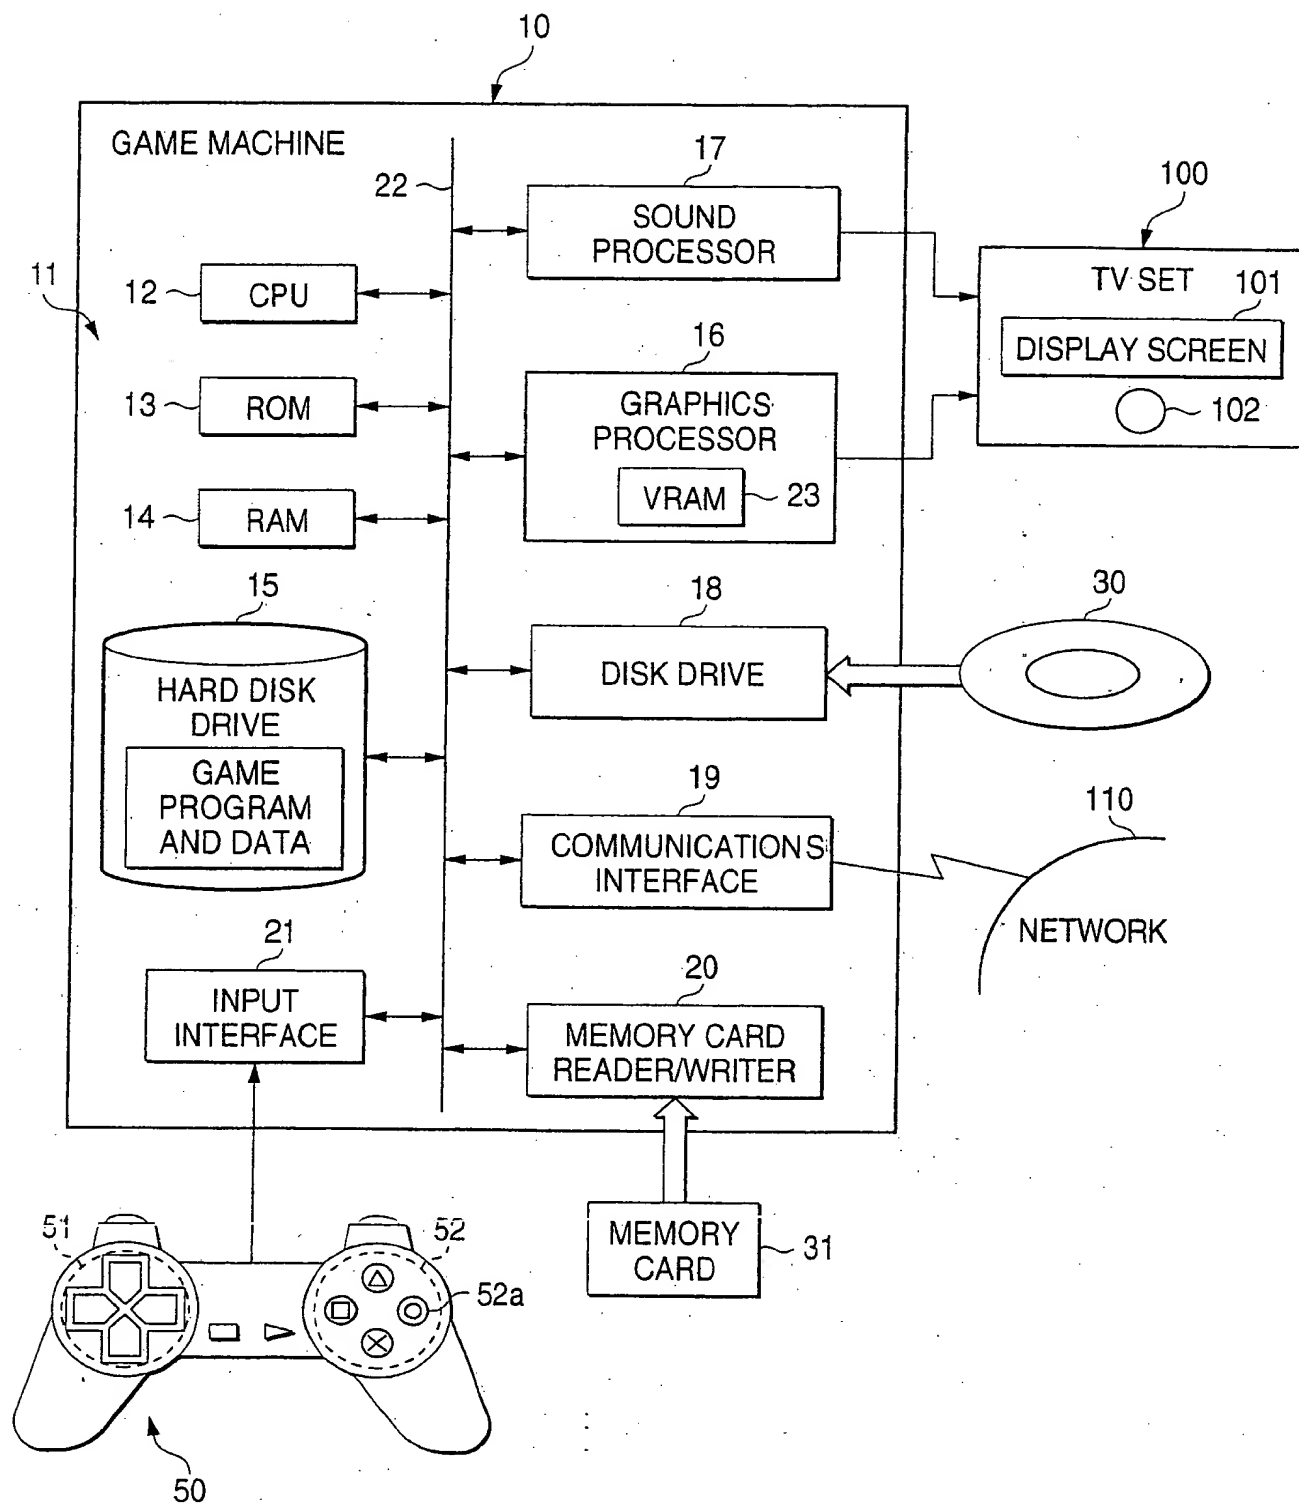 10
GAME MACHINE
22
17
SOUND
PROCESSOR
100
TV SET
101
DISPLAY SCREEN
102
11
12
CPU
16
GRAPHICS
PROCESSOR
VRAM
23
13
ROM
14
RAM
15
HARD DISK
DRIVE
GAME
PROGRAM
AND DATA
18
DISK DRIVE
30
19
COMMUNICATIONS
INTERFACE
110
NETWORK
21
INPUT
INTERFACE
20
MEMORY CARD
READER/WRITER
MEMORY
CARD
31
51
52
52a
50